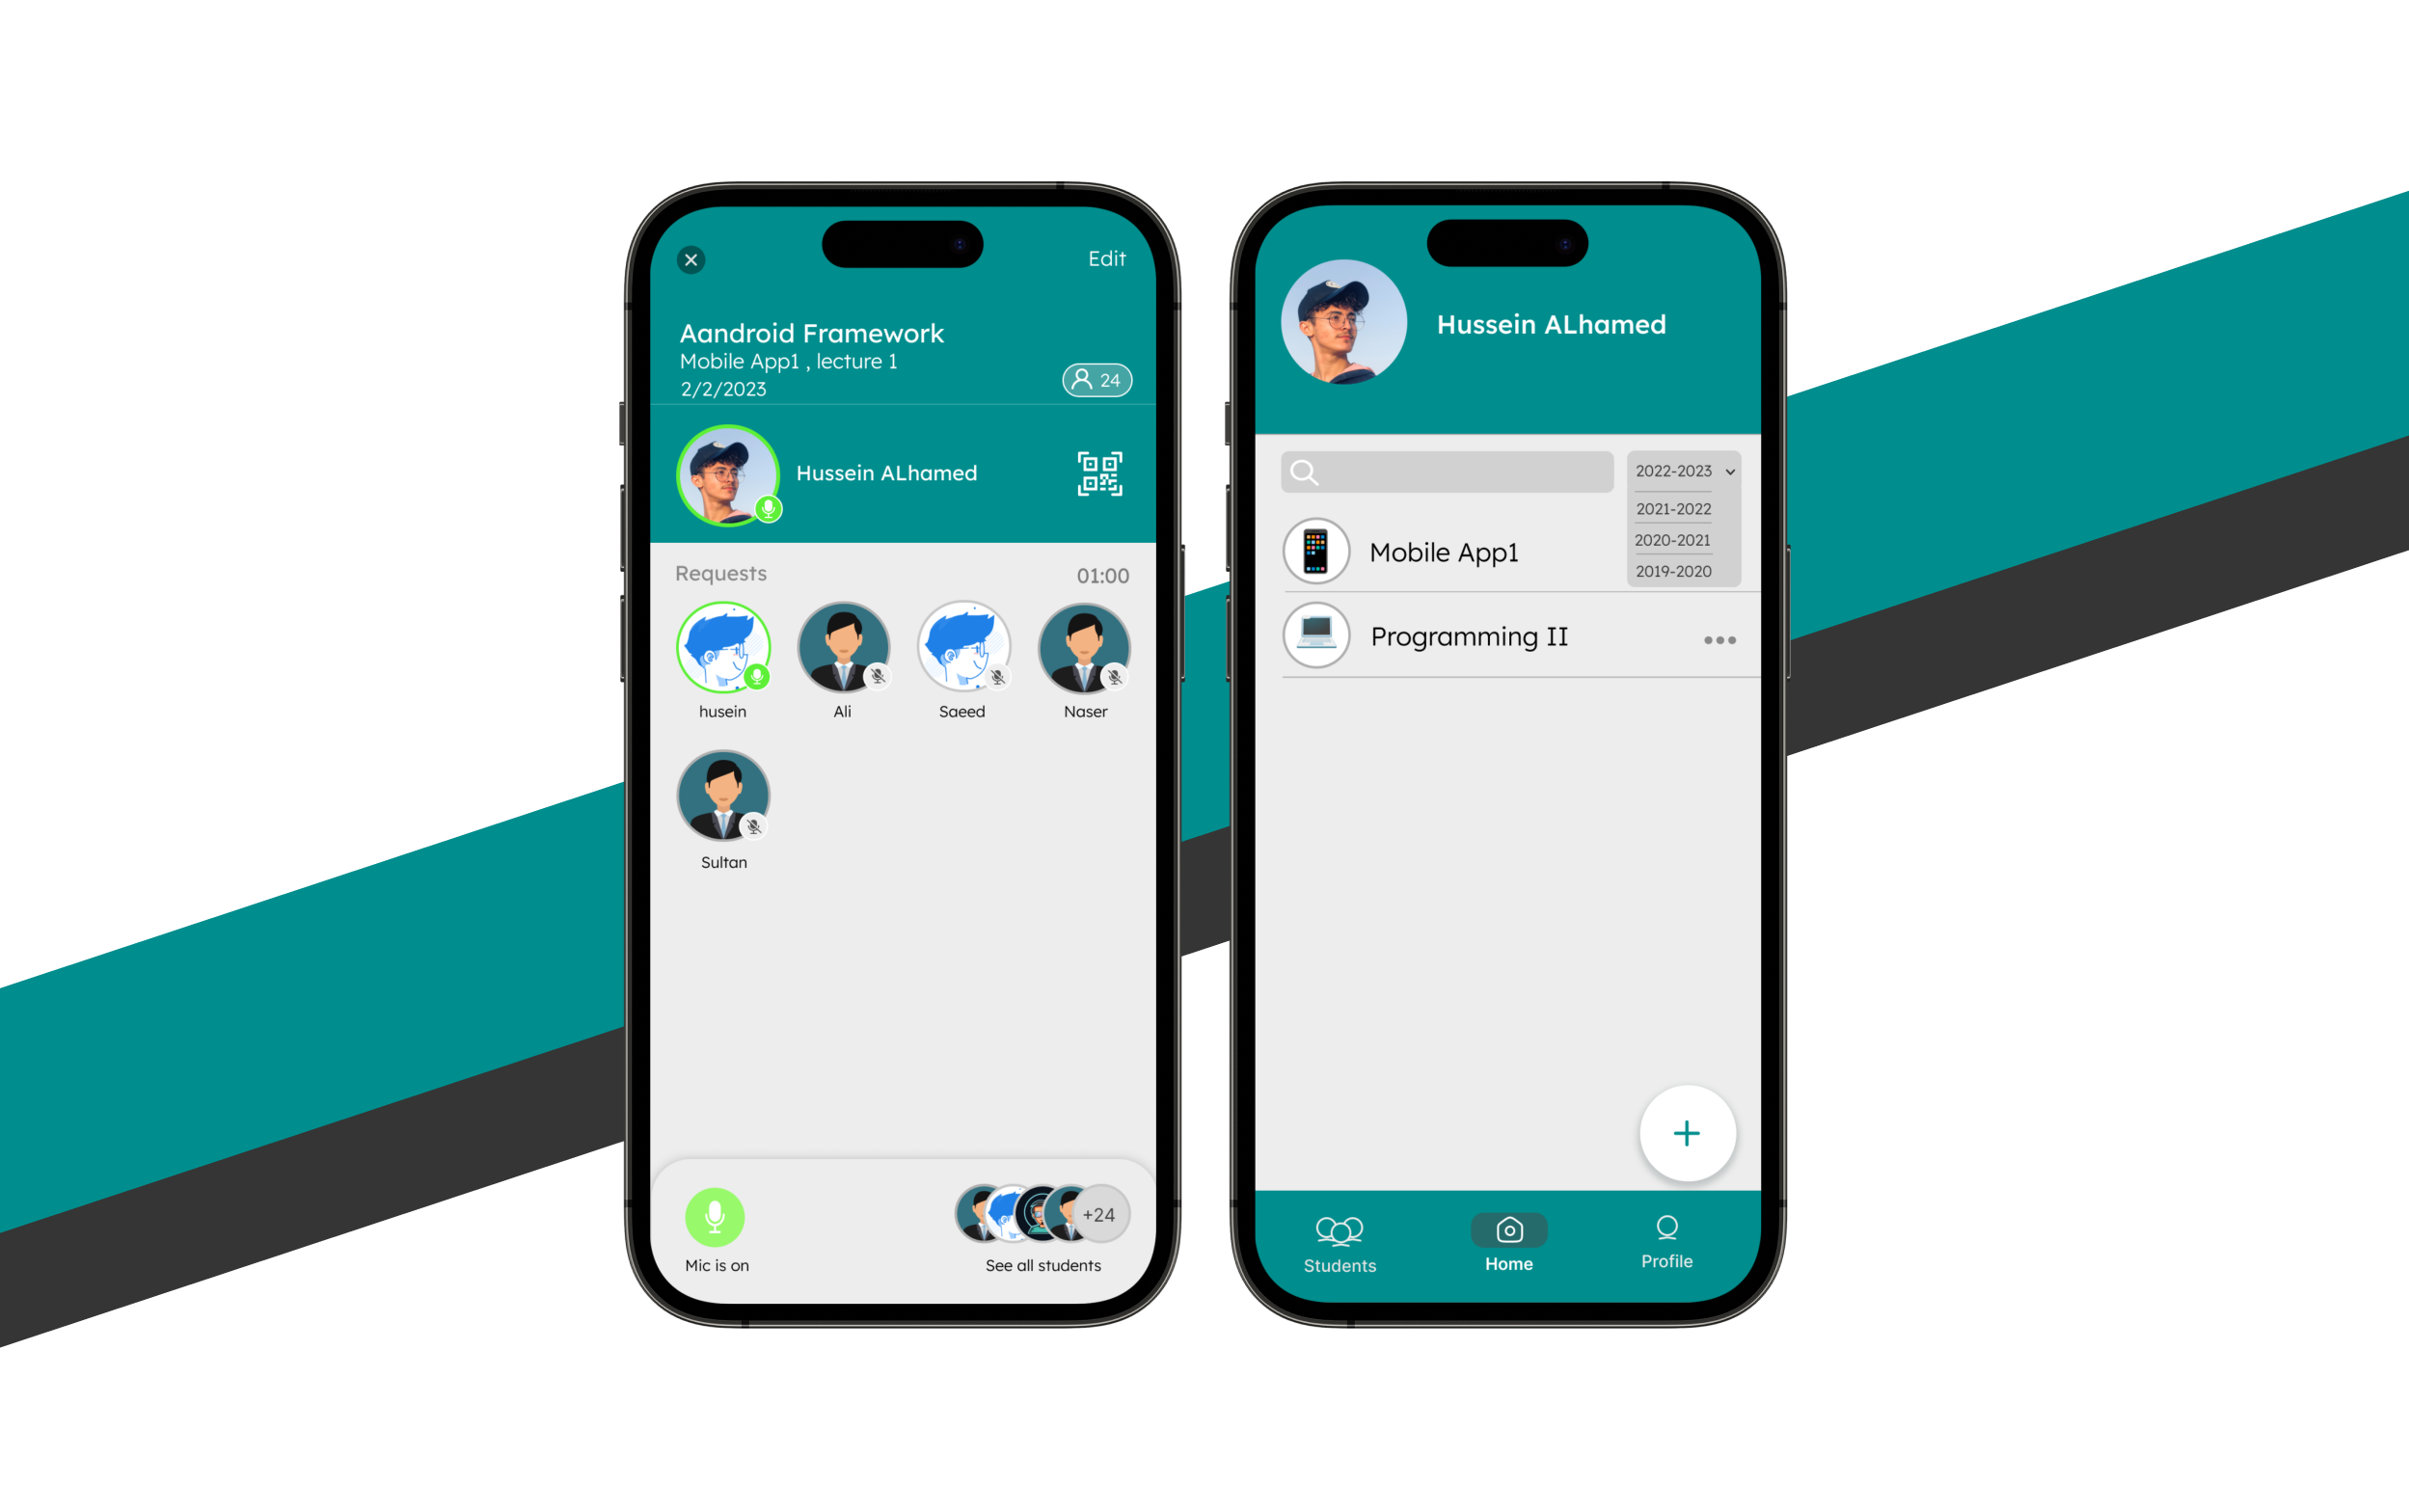 Edit
Aandroid Framework
Mobile App1 , lecture 1
2/2/2023
24
Hussein ALhamed
Requests
01:00
husein
Ali
Saeed
Naser
Sultan
Mic is on
+24
See all students
Hussein ALhamed
2022-2023
2021-2022
2020-2021
2019-2020
Mobile App1
Programming II
Students
Home
Profile